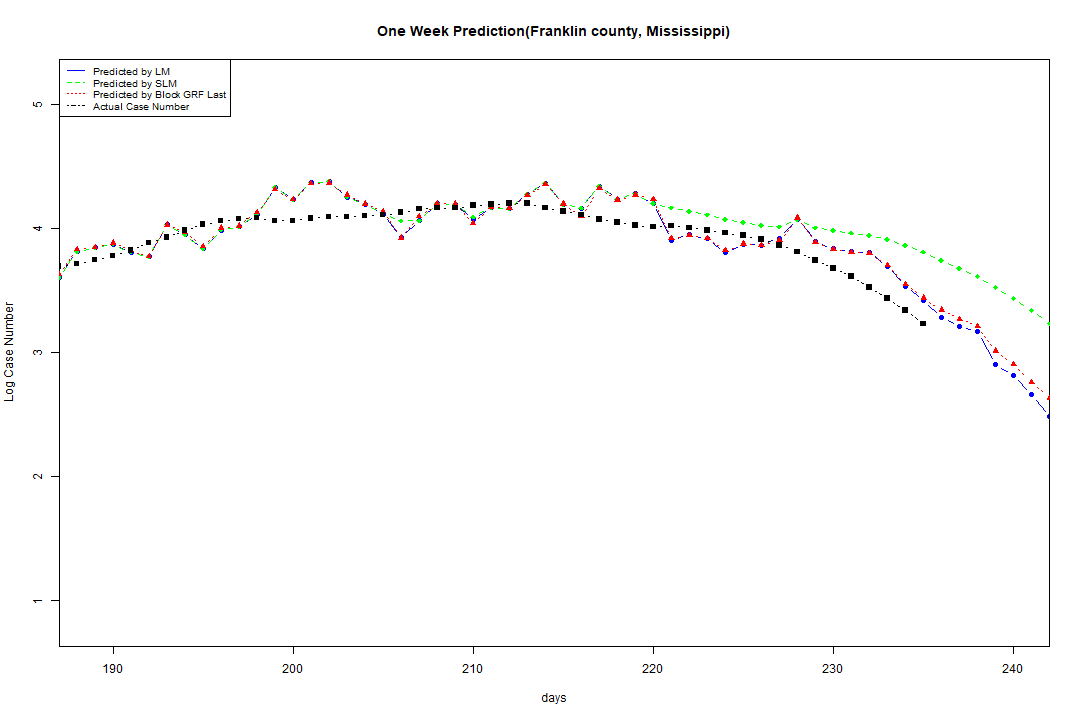 One Week Prediction(Franklin county, Mississippi)
Predicted by LM
Predicted by SLM
Predicted by Block GRF Last
Actual Case Number
5
4
3
2
1
Log Case Number
190 200 210 220 230 240
days